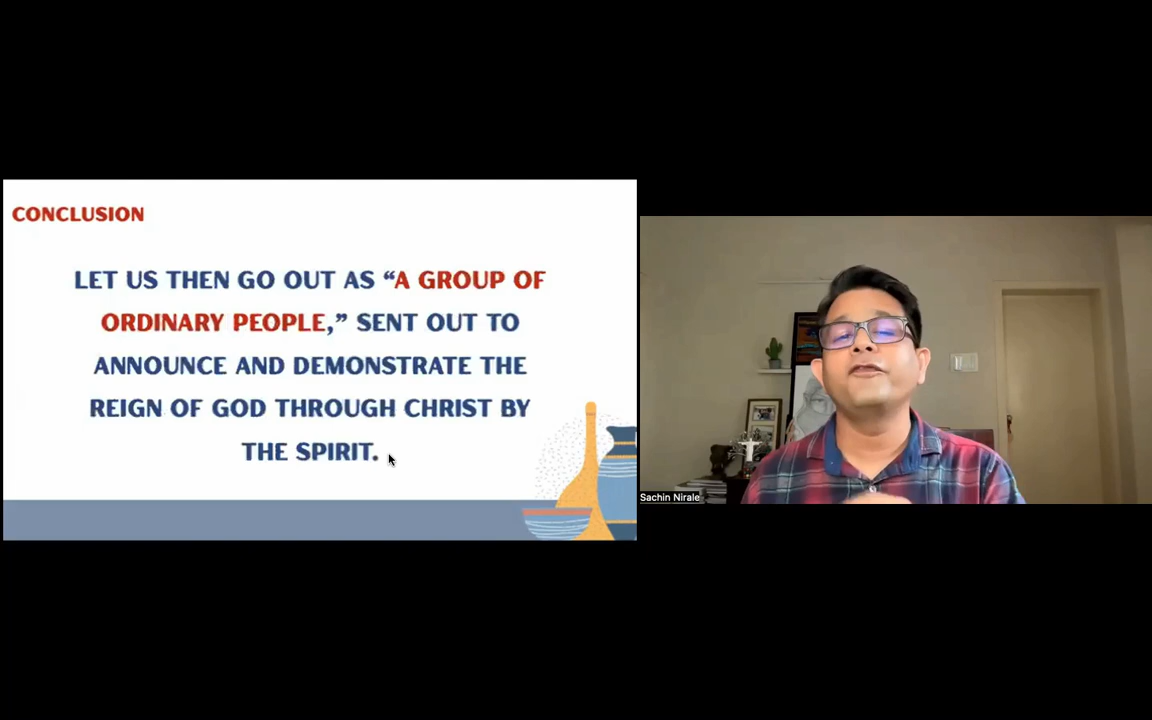 CONCLUSION
LET US THEN GO OUT AS “A GROUP OF
ORDINARY PEOPLE,” SENT OUT TO
ANNOUNCE AND DEMONSTRATE THE
REIGN OF GOD THROUGH CHRIST BY
THE SPIRIT.
Sachin Nirale